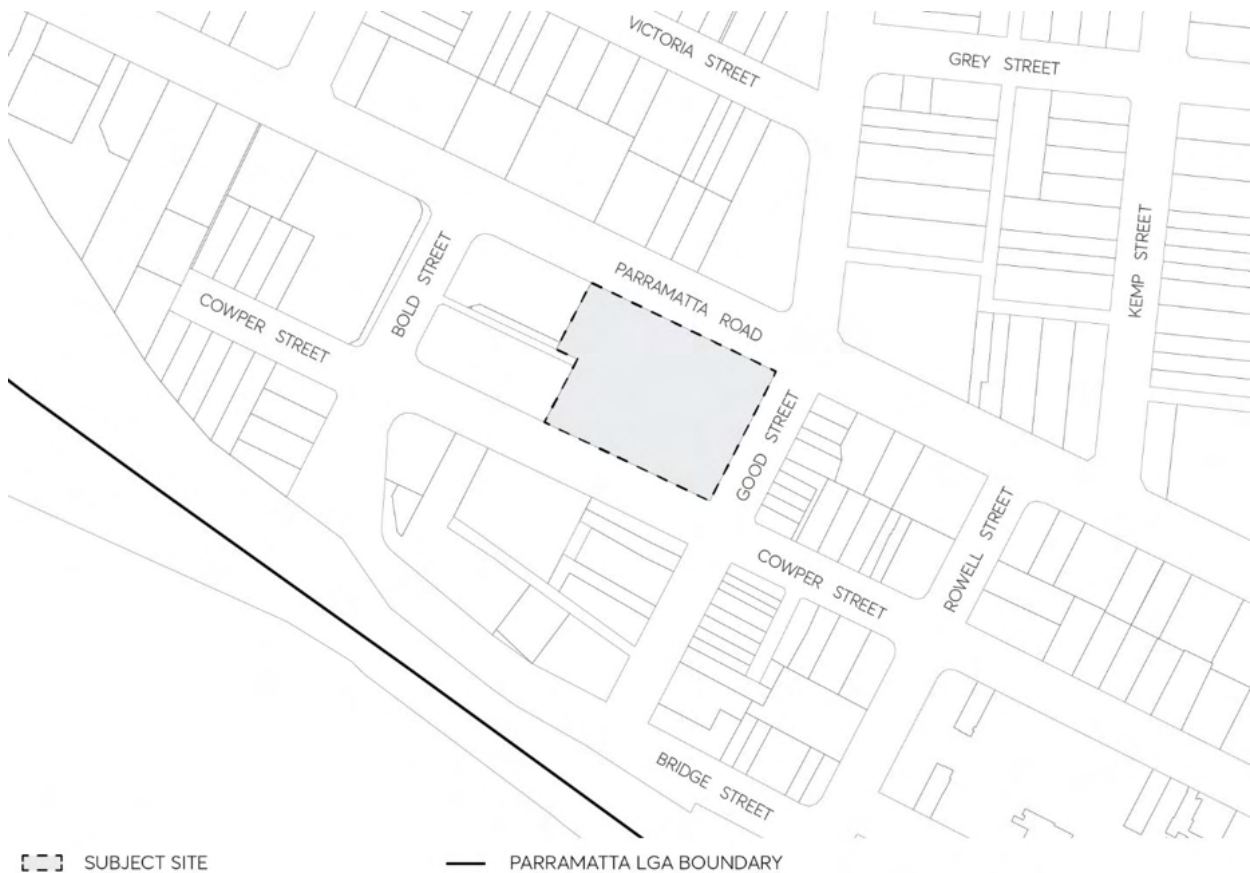 VICTORIA STREET
GREY STREET
KEMP STREET
PARRAMATTA ROAD
BOLD STREET
COWPER STREET
GOOD STREET
ROWELL STREET
COWPER STREET
BRIDGE STREET
SUBJECT SITE
PARRAMATTA LGA BOUNDARY